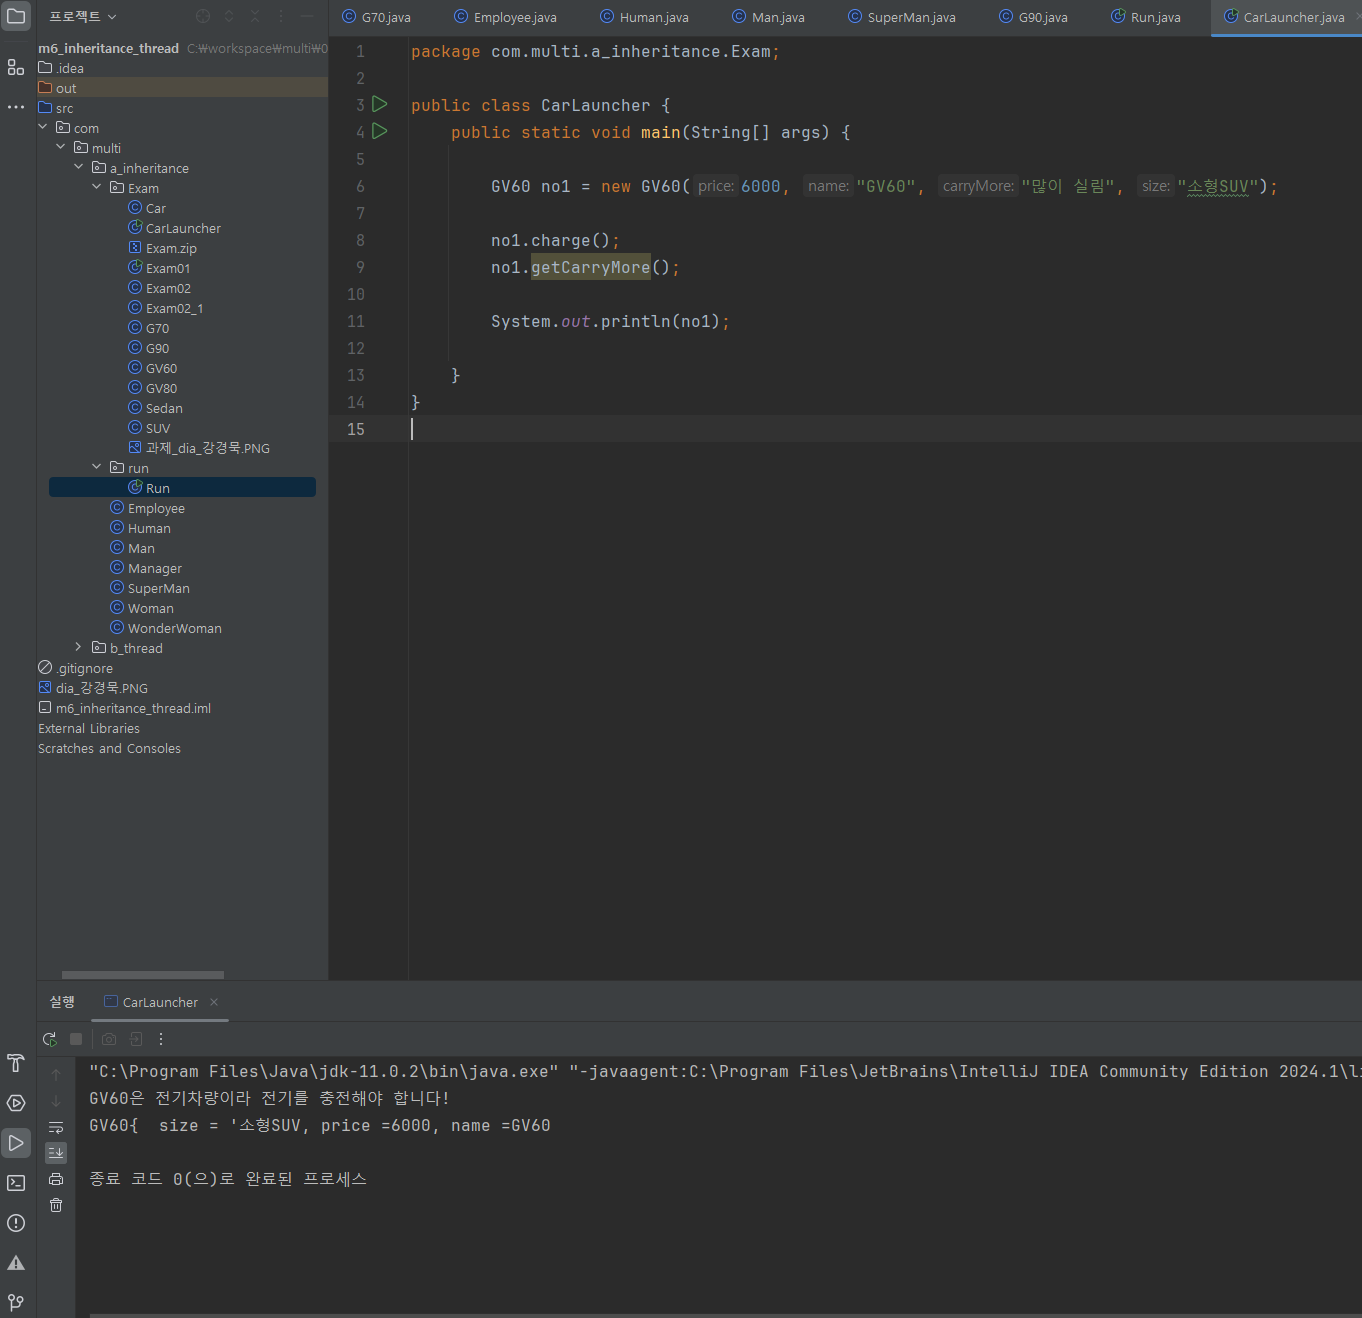 프로젝트
m6_inheritance_thread C:₩workspace₩multi₩0
.idea
out
src
com
multi
a_inheritance
Exam
Car
CarLauncher
Exam.zip
Exam01
Exam02
Exam02_1
G70
G90
GV60
GV80
Sedan
SUV
과제_dia_강경묵.PNG
run
Run
Employee
Human
Man
Manager
SuperMan
Woman
WonderWoman
b_thread
.gitignore
dia_강경묵.PNG
m6_inheritance_thread.iml
External Libraries
Scratches and Consoles
G70.java Employee.java Human.java Man.java SuperMan.java G90.java Run.java CarLauncher.java
1 package com.multi.a_inheritance.Exam;
2
3 public class CarLauncher {
4 public static void main(String[] args) {
5
6 GV60 no1 = new GV60( price: 6000, name: "GV60", carryMore: "많이 실림", size: "소형SUV");
7
8 no1.charge();
9 no1.getCarryMore();
10
11 System.out.println(no1);
12
13 }
14 }
15
실행 CarLauncher
"C:\Program Files\Java\jdk-11.0.2\bin\java.exe" "-javaagent:C:\Program Files\JetBrains\IntelliJ IDEA Community Edition 2024.1\li
GV60은 전기차량이라 전기를 충전해야 합니다!
GV60{  size = '소형SUV, price =6000, name =GV60
종료 코드 0(으)로 완료된 프로세스